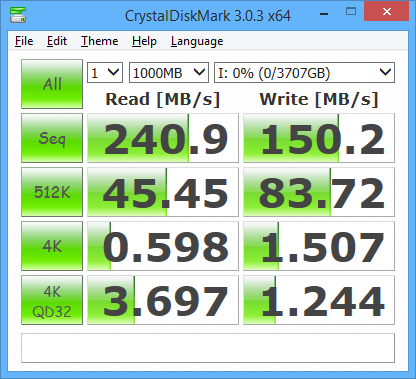 CrystalDiskMark 3.0.3 x64
File Edit Theme Help Language
All 1 1000MB I: 0% (0/3707GB)
Read [MB/s] Write [MB/s]
Seq 240.9 150.2
512K 45.45 83.72
4K 0.598 1.507
4K QD32 3.697 1.244